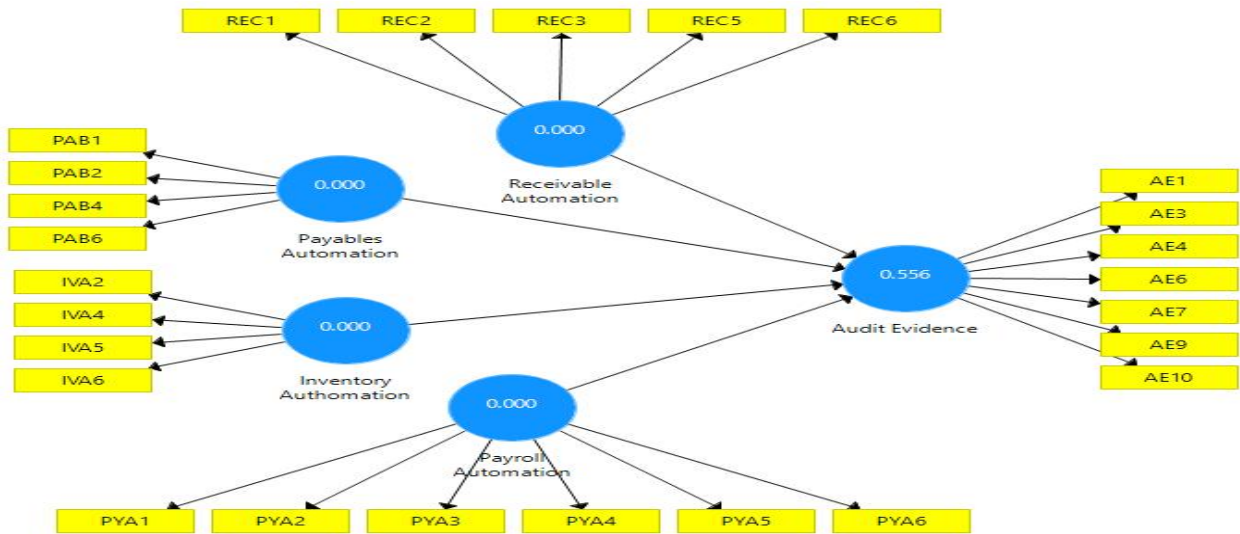 REC1
REC2
REC3
REC5
REC6
0.000
Receivable
Automation
PAB1
PAB2
PAB4
PAB6
0.000
Payables
Automation
IVA2
IVA4
IVA5
IVA6
0.000
Inventory
Authomation
0.000
Payroll
Automation
PYA1
PYA2
PYA3
PYA4
PYA5
PYA6
0.556
Audit Evidence
AE1
AE3
AE4
AE6
AE7
AE9
AE10